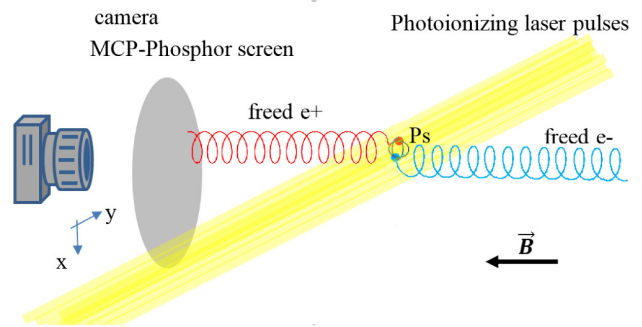 camera
MCP-Phosphor screen
Photoionizing laser pulses
freed e+
Ps
freed e-
y
x
B